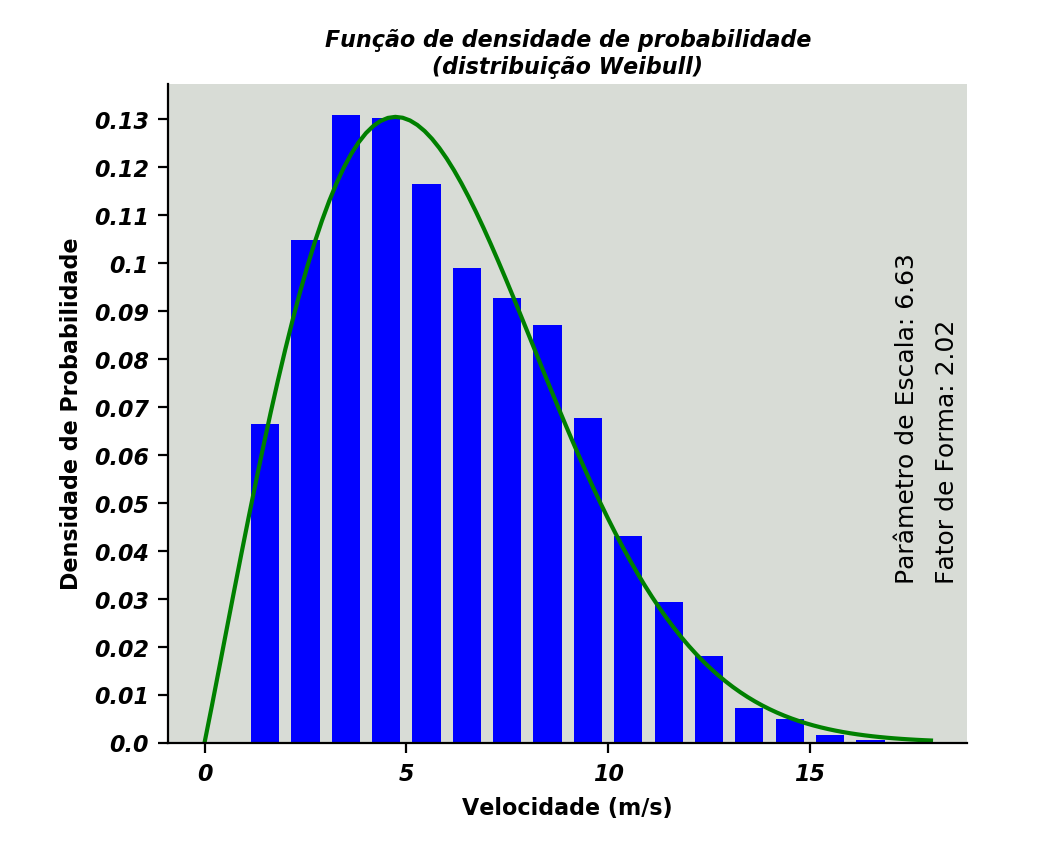 Função de densidade de probabilidade
(distribuição Weibull)
Densidade de Probabilidade
0.13
0.12
0.11
0.1
0.09
0.08
0.07
0.06
0.05
0.04
0.03
0.02
0.01
0.0
0 5 10 15
Velocidade (m/s)
Parâmetro de Escala: 6.63
Fator de Forma: 2.02